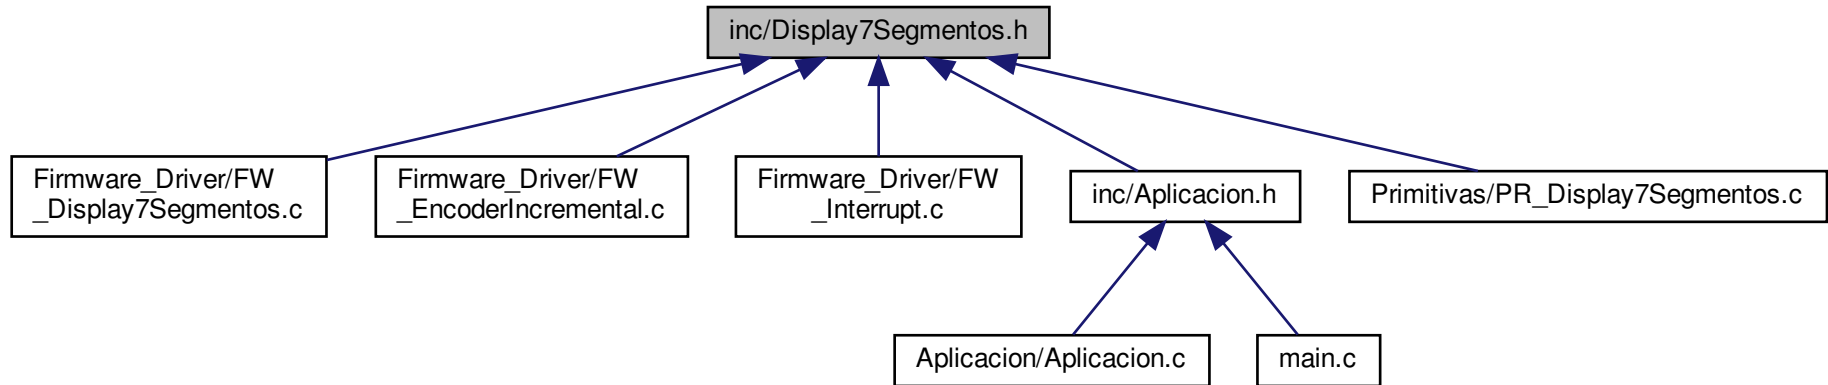 inc/Display7Segmentos.h
Firmware_Driver/FW
_Display7Segmentos.c
Firmware_Driver/FW
_EncoderIncremental.c
Firmware_Driver/FW
_Interrupt.c
inc/Aplicacion.h
Primitivas/PR_Display7Segmentos.c
Aplicacion/Aplicacion.c
main.c